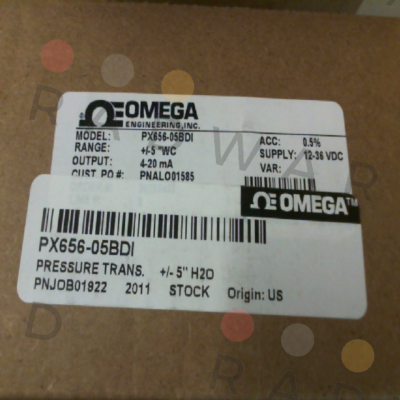 OMEGA
ENGINEERING, INC.
MODEL: PX656-05BDI
RANGE: +/-5 "WC
OUTPUT: 4-20 mA
CUST. PO #: PNALO01585
ACC: 0.5%
SUPPLY: 12-36 VDC
VAR:
OMEGA™
PX656-05BDI
PRESSURE TRANS. +/- 5" H2O
PNJOB01922 2011 STOCK Origin: US